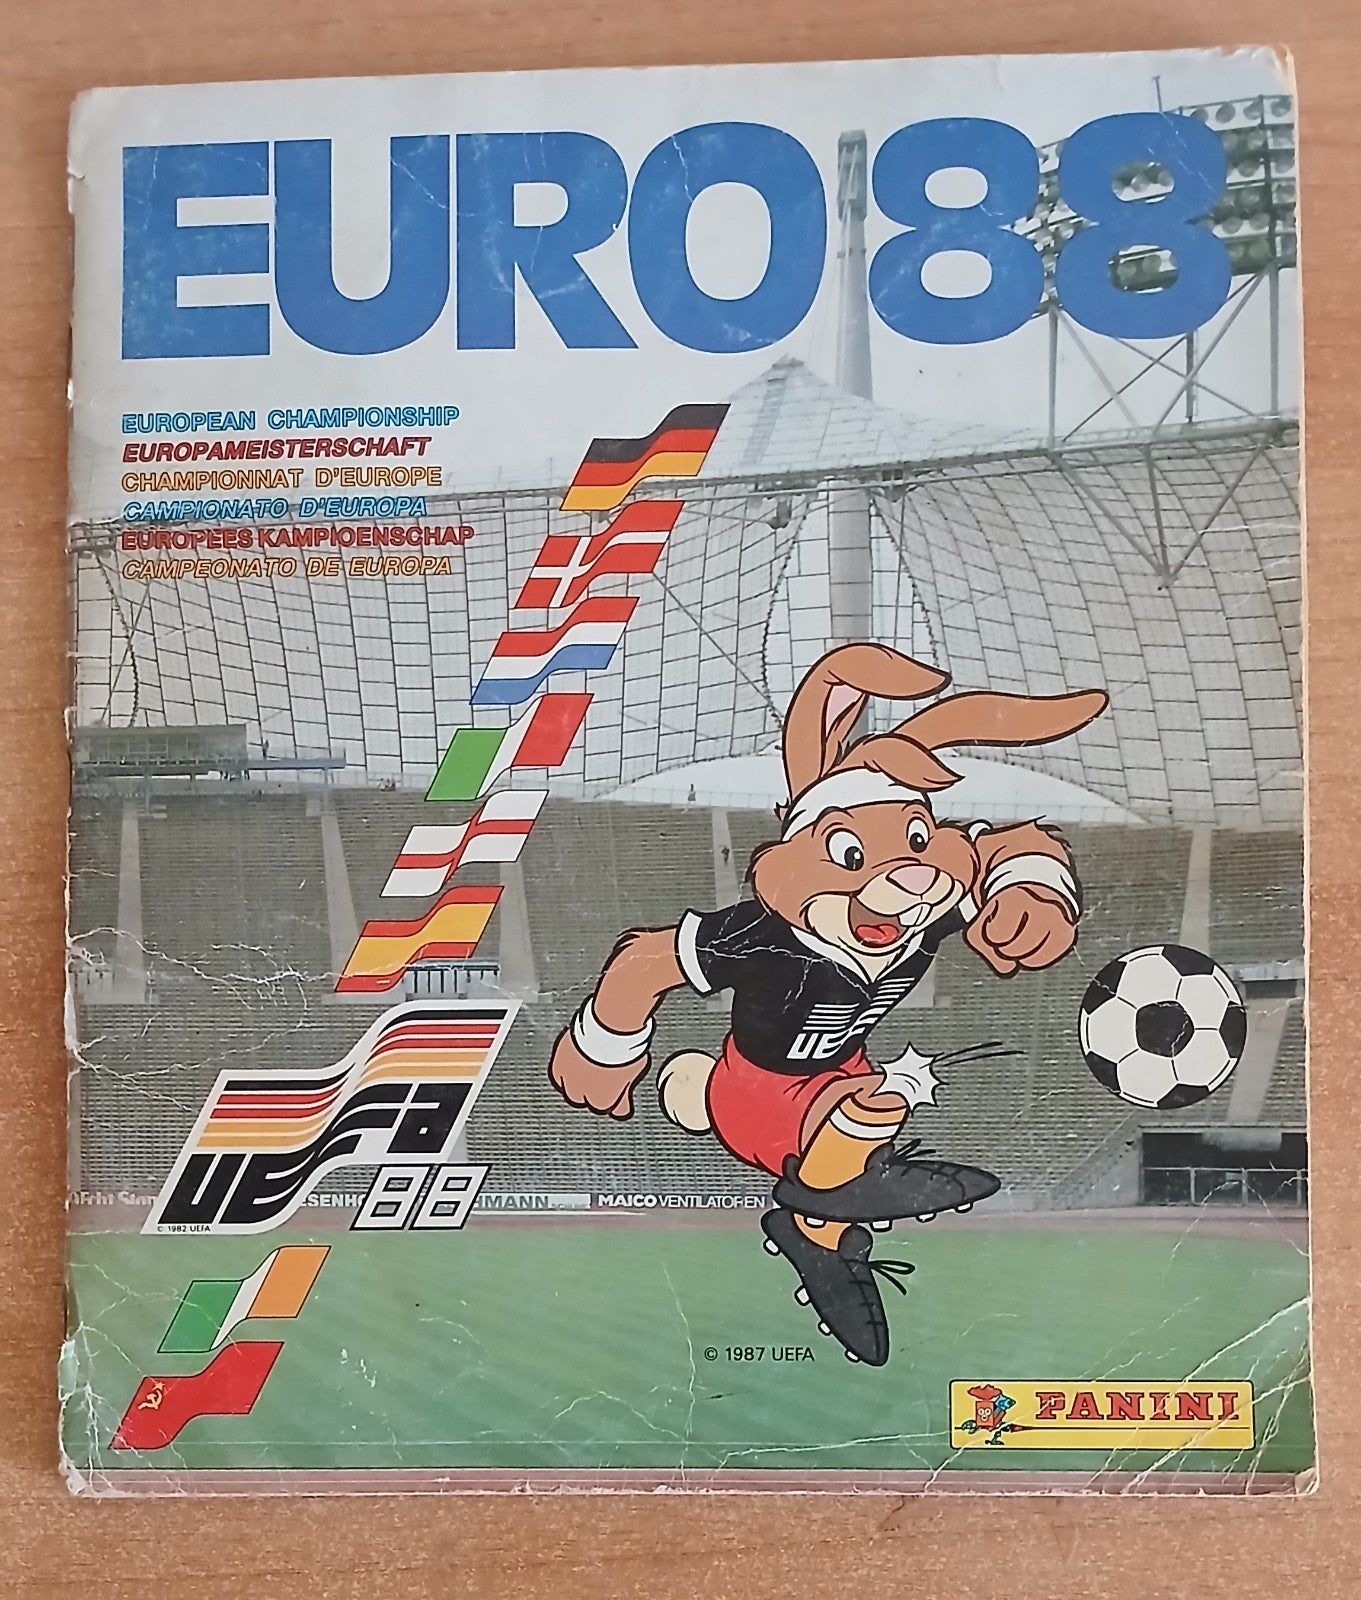 EURO 88
EUROPEAN CHAMPIONSHIP
EUROPAMEISTERSCHAFT
CHAMPIONNAT D'EUROPE
CAMPIONATO D'EUROPA
EUROPEES KAMPIOENSCHAP
CAMPEONATO DE EUROPA
UEFA
UEFA
88
© 1982 UEFA
MAICO VENTILATOREN
© 1987 UEFA
PANINI